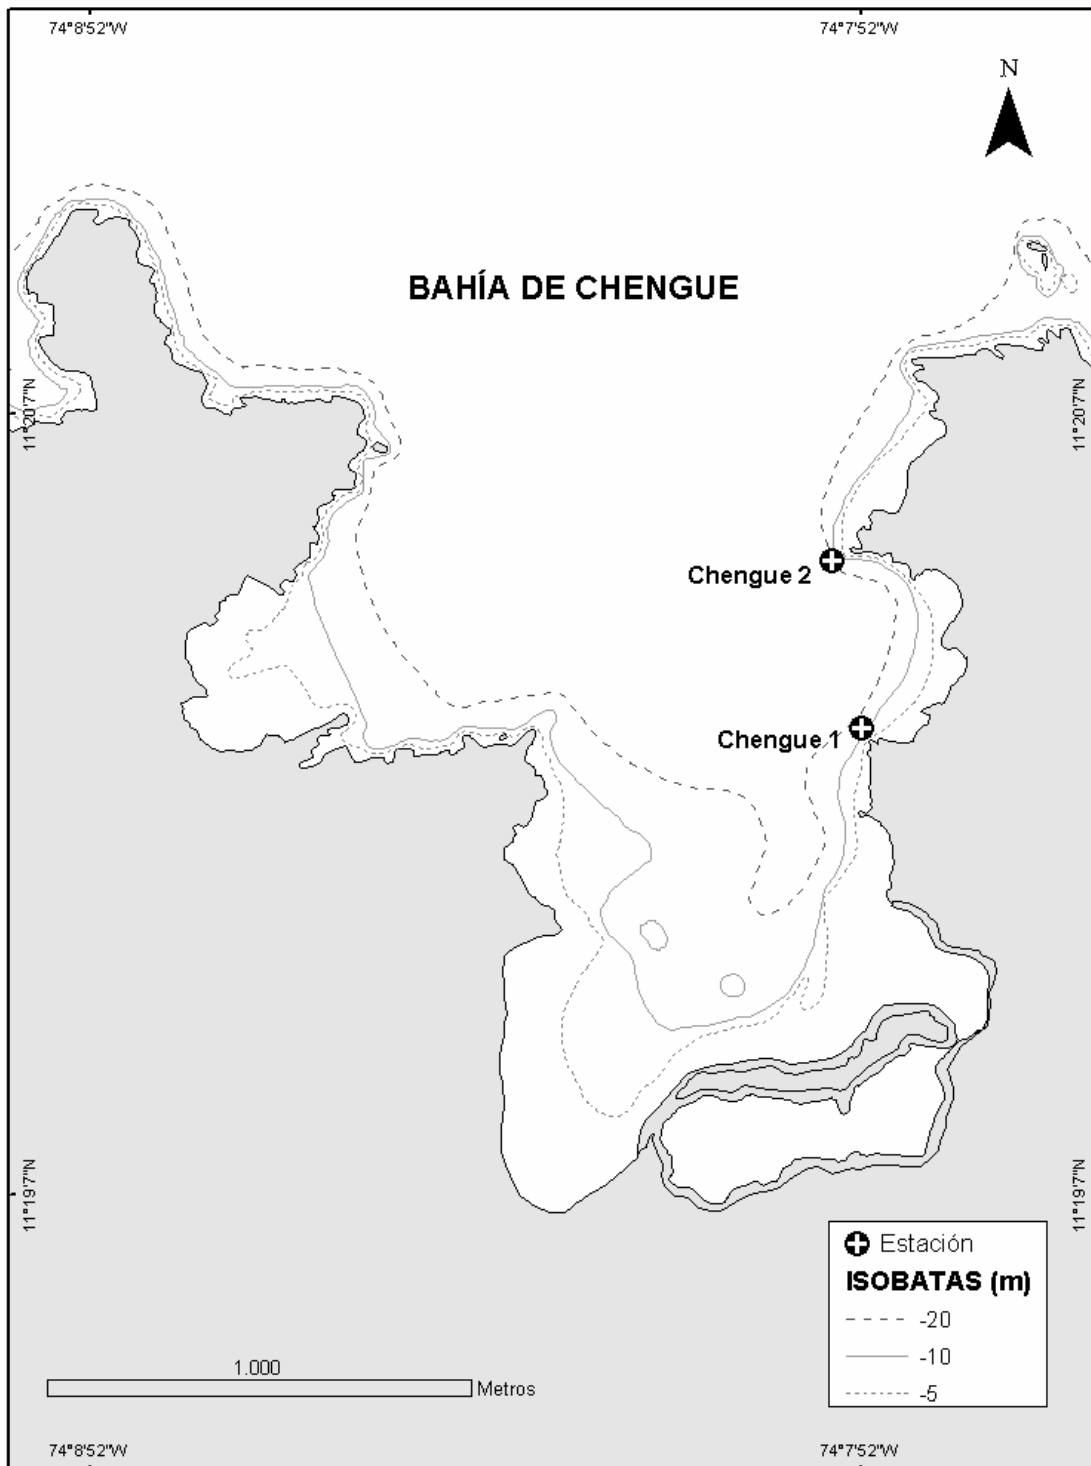 74°8'52"W
74°7'52"W
N
BAHÍA DE CHENGUE
11°20'7"N
11°20'7"N
Chengue 2
Chengue 1
11°19'7"N
11°19'7"N
Estación
ISOBATAS (m)
-20
-10
-5
1.000
Metros
74°8'52"W
74°7'52"W